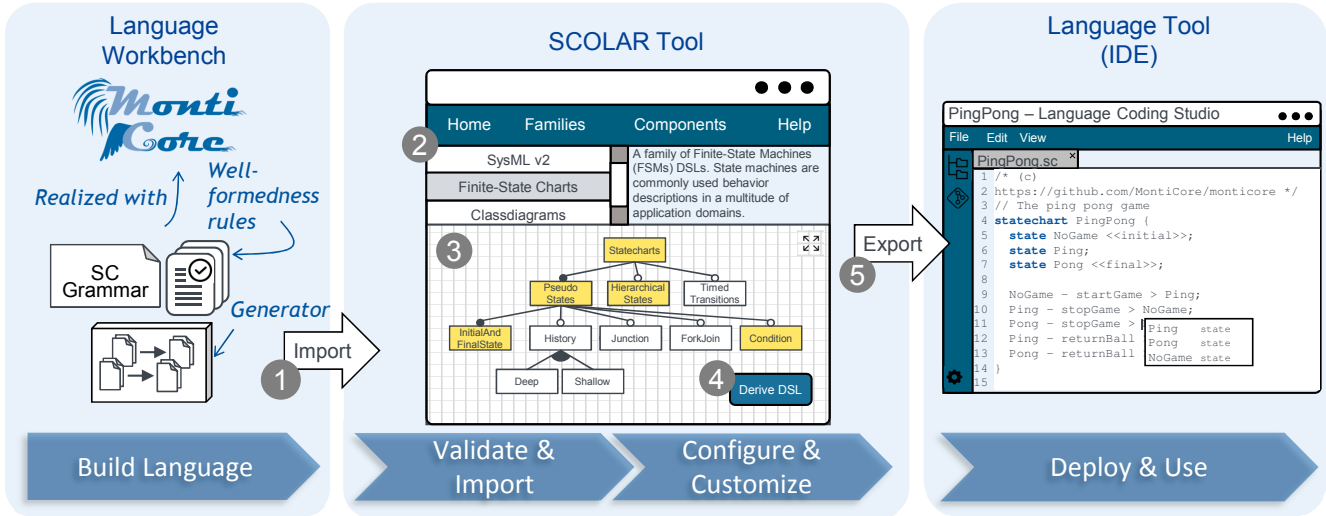 Language
Workbench
Monti
Core
Realized with
Well-
formedness
rules
SC
Grammar
Generator
1
Import
Build Language
SCOLAR Tool
Home Families Components Help
2
SysML v2
Finite-State Charts
Classdiagrams
A family of Finite-State Machines
(FSMs) DSLs. State machines are
commonly used behavior
descriptions in a multitude of
application domains.
3
Statecharts
Pseudo
States
Hierarchical
States
Timed
Transitions
InitialAnd
FinalState
History
Junction
ForkJoin
Condition
Deep
Shallow
4
Derive DSL
Validate &
Import
Configure &
Customize
Export
5
Language Tool
(IDE)
PingPong – Language Coding Studio
File Edit View Help
PingPong.sc ×
1 /* (c)
2 https://github.com/MontiCore/monticore */
3 // The ping pong game
4 statechart PingPong {
5 state NoGame <<initial>>;
6 state Ping;
7 state Pong <<final>>;
8
9 NoGame – startGame > Ping;
10 Ping – stopGame > NoGame;
11 Pong – stopGame >
12 Ping – returnBall
13 Pong – returnBall
14 }
15
Ping state
Pong state
NoGame state
Deploy & Use